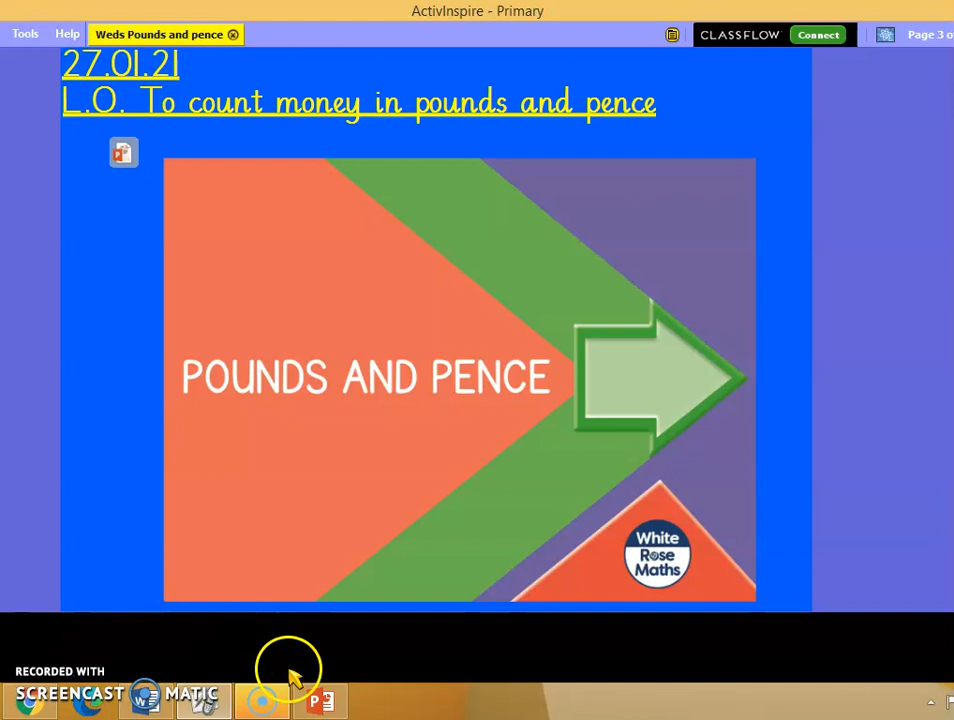 ActivInspire - Primary
Tools Help Weds Pounds and pence CLASSFLOW Connect Page 3 o
27.01.21
L.O. To count money in pounds and pence
POUNDS AND PENCE
White
Rose
Maths
RECORDED WITH
SCREENCAST MATIC